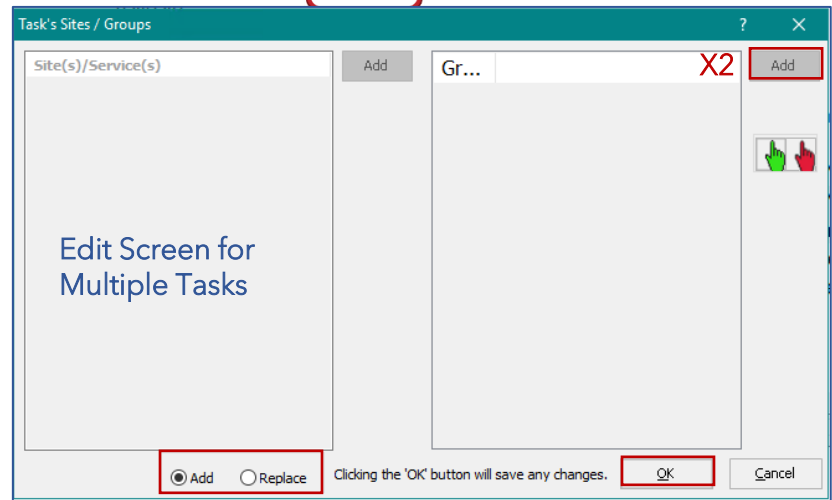 Task's Sites / Groups
?
Site(s)/Service(s)
Add
Gr...
X2
Add
Edit Screen for
Multiple Tasks
Add
Replace
Clicking the 'OK' button will save any changes.
OK
Cancel